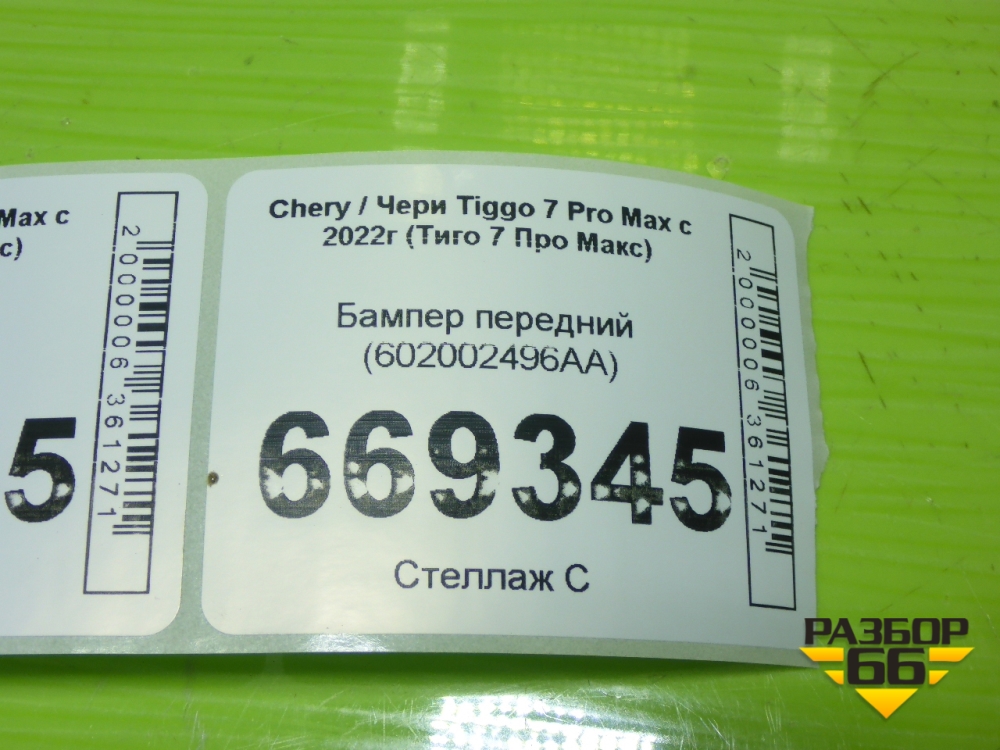 Max с
с)
2000006361271
5
Chery / Чери Tiggo 7 Pro Max с
2022г (Тиго 7 Про Макс)
Бампер передний
(602002496AA)
669345
Стеллаж С
2000006361271
РАЗБОР
66